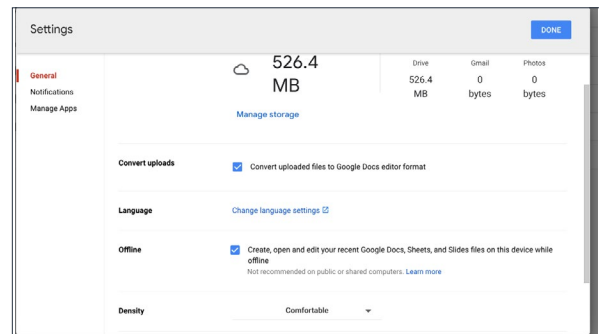 Settings
DONE
General
Notifications
Manage Apps
526.4
MB
Drive
Gmail
Photos
526.4
MB
0
bytes
0
bytes
Manage storage
Convert uploads
Convert uploaded files to Google Docs editor format
Language
Change language settings
Offline
Create, open and edit your recent Google Docs, Sheets, and Slides files on this device while
offline
Not recommended on public or shared computers. Learn more
Density
Comfortable